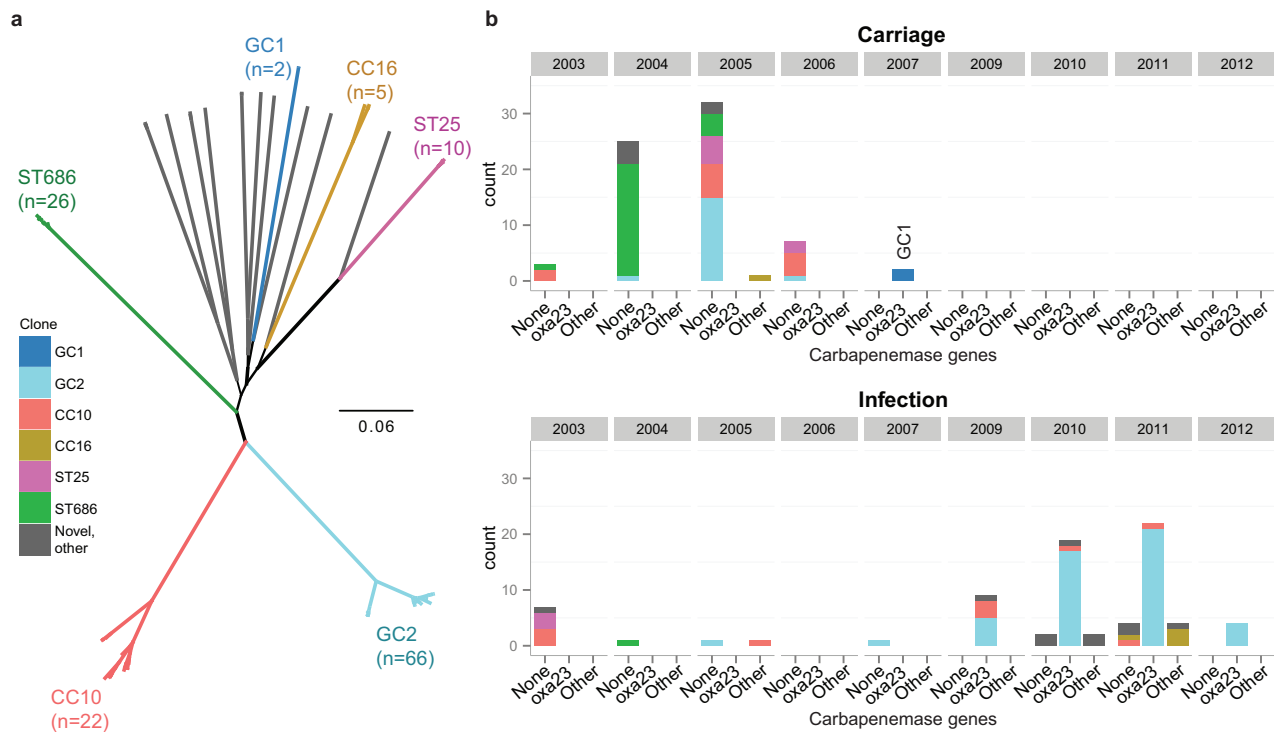 a
GC1
(n=2)
CC16
(n=5)
ST25
(n=10)
ST686
(n=26)
Clone
GC1
GC2
CC10
CC16
ST25
ST686
Novel,
other
0.06
GC2
(n=66)
CC10
(n=22)
b
Carriage
2003 2004 2005 2006 2007 2009 2010 2011 2012
count
30
20
10
0
GC1
None oxa23 Other None oxa23 Other None oxa23 Other None oxa23 Other None oxa23 Other None oxa23 Other None oxa23 Other None oxa23 Other None oxa23 Other
Carbapenemase genes
Infection
2003 2004 2005 2006 2007 2009 2010 2011 2012
count
30
20
10
0
None oxa23 Other None oxa23 Other None oxa23 Other None oxa23 Other None oxa23 Other None oxa23 Other None oxa23 Other None oxa23 Other None oxa23 Other
Carbapenemase genes